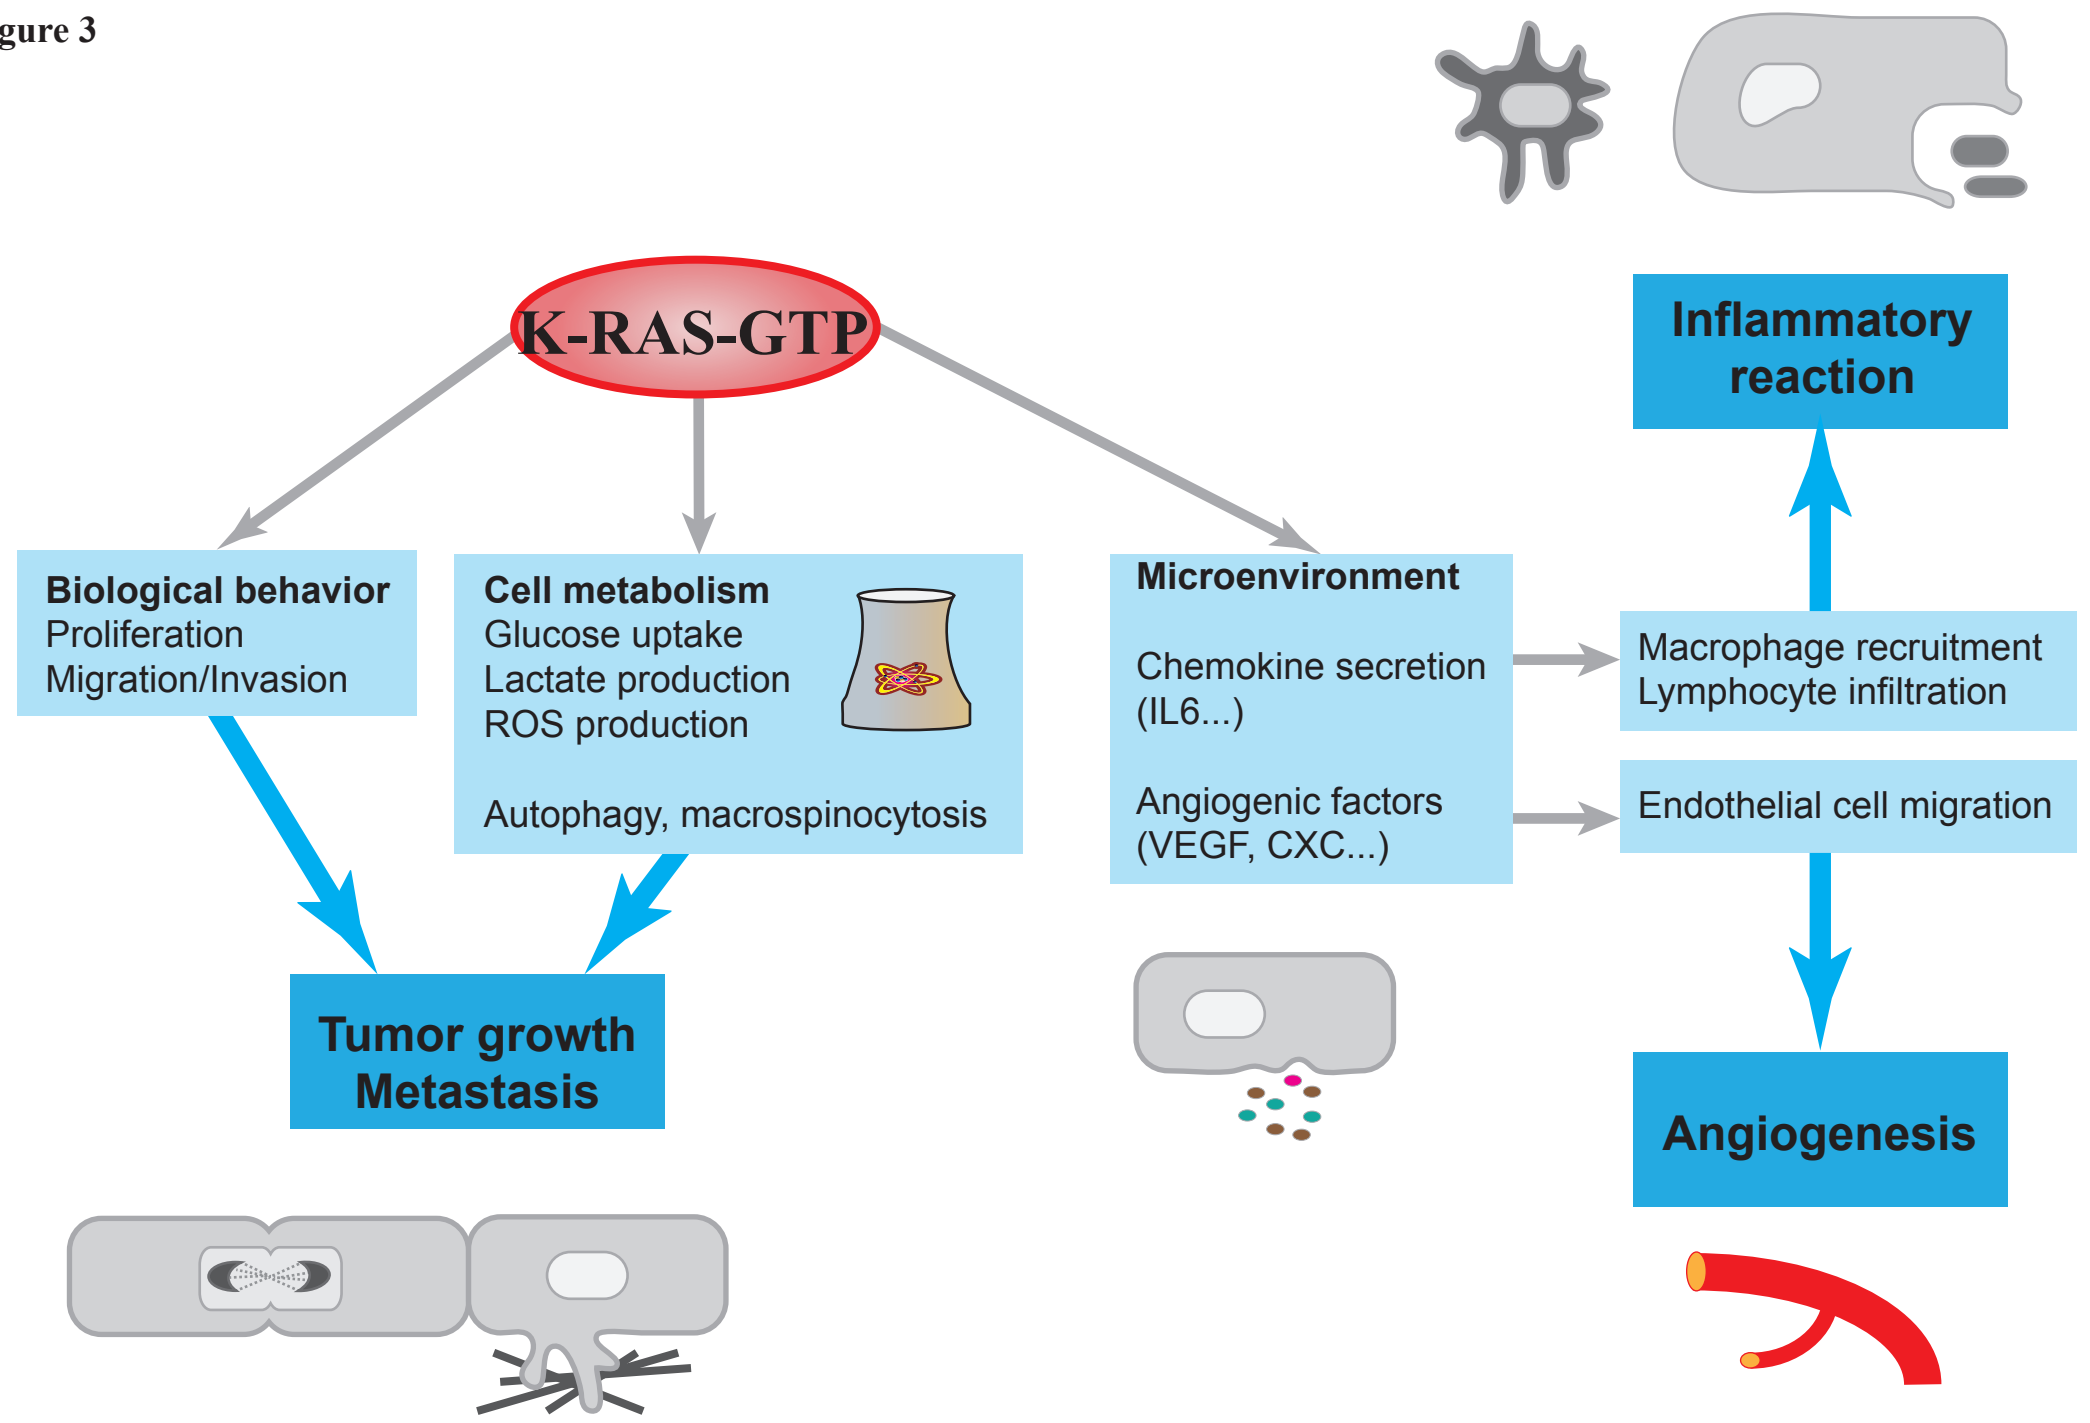 gure 3
K-RAS-GTP
Inflammatory
reaction
Biological behavior
Proliferation
Migration/Invasion
Cell metabolism
Glucose uptake
Lactate production
ROS production
Autophagy, macrospinocytosis
Microenvironment
Chemokine secretion
(IL6...)
Angiogenic factors
(VEGF, CXC...)
Macrophage recruitment
Lymphocyte infiltration
Endothelial cell migration
Tumor growth
Metastasis
Angiogenesis